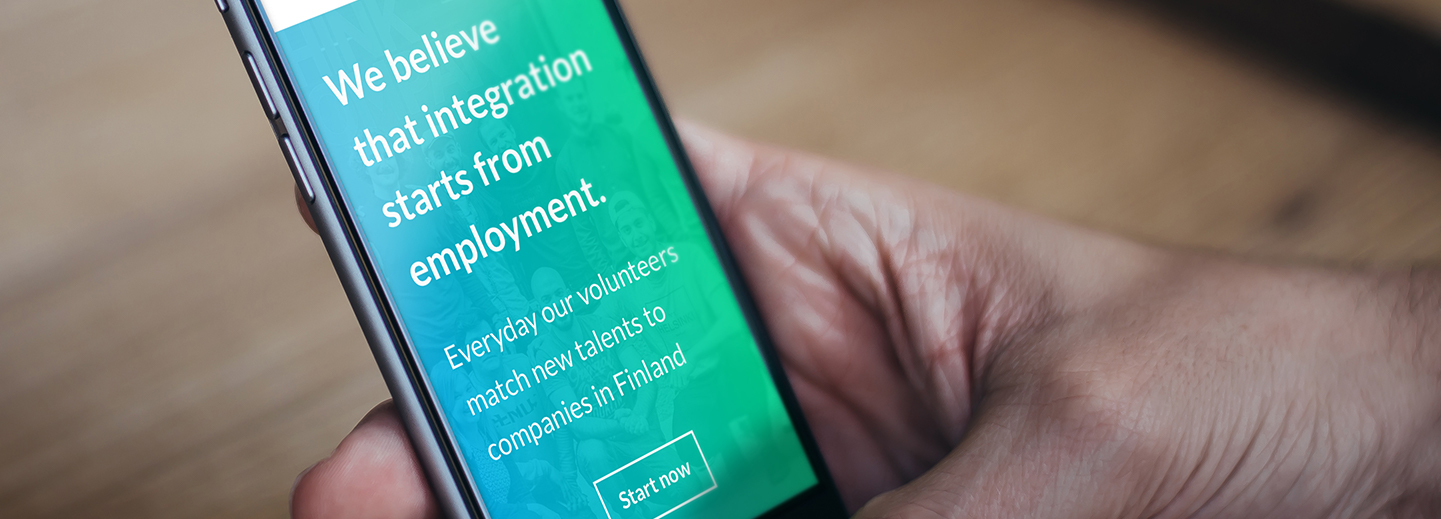 We believe
that integration
starts from
employment.
Everyday our volunteers
match new talents to
companies in Finland
Start now